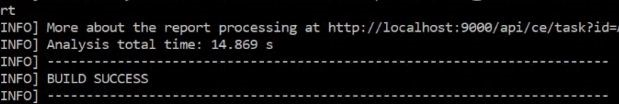 rt
INFO] More about the report processing at http://localhost:9000/api/ce/task?id=
INFO] Analysis total time: 14.869 s
INFO] ------------------------------------------------------------------------
INFO] BUILD SUCCESS
INFO] ------------------------------------------------------------------------